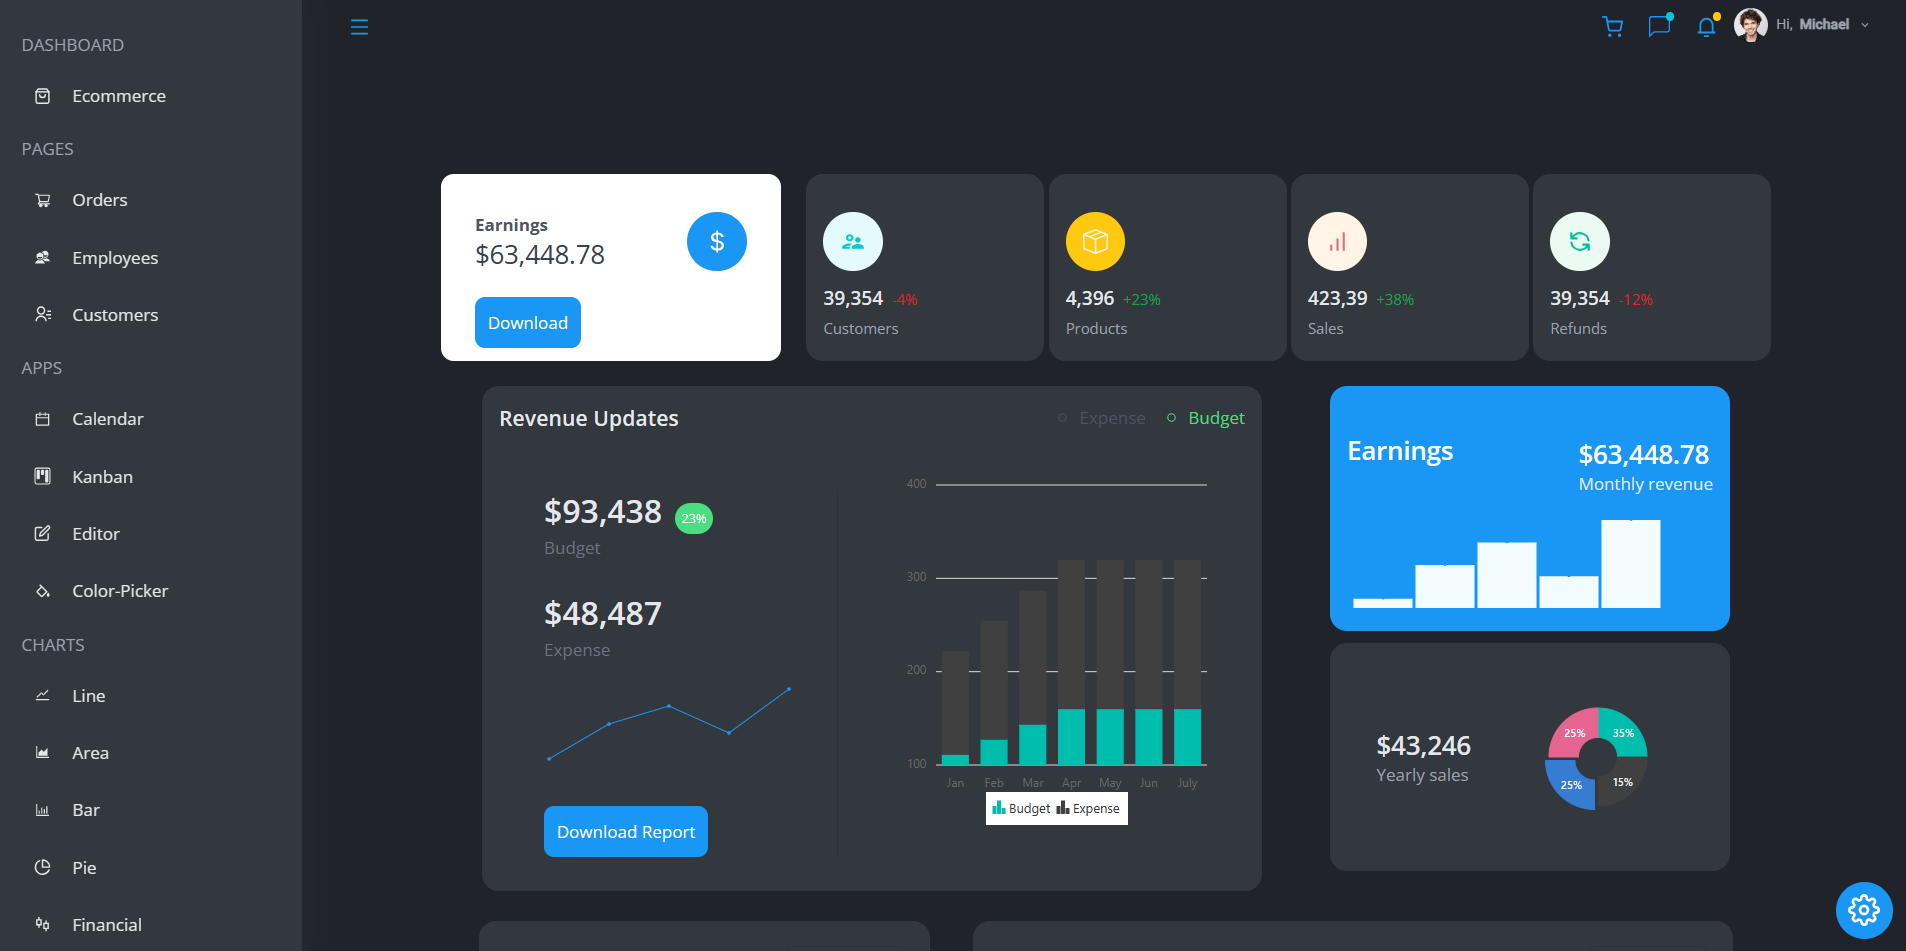 DASHBOARD
Ecommerce
PAGES
Orders
Employees
Customers
APPS
Calendar
Kanban
Editor
Color-Picker
CHARTS
Line
Area
Bar
Pie
Financial
Hi, Michael
Earnings
$63,448.78
$
Download
39,354 -4%
Customers
4,396 +23%
Products
423,39 +38%
Sales
39,354 -12%
Refunds
Revenue Updates
Expense Budget
$93,438 23%
Budget
$48,487
Expense
Download Report
400
300
200
100
Jan Feb Mar Apr May Jun July
Budget Expense
Earnings
$63,448.78
Monthly revenue
$43,246
Yearly sales
25% 35%
25% 15%